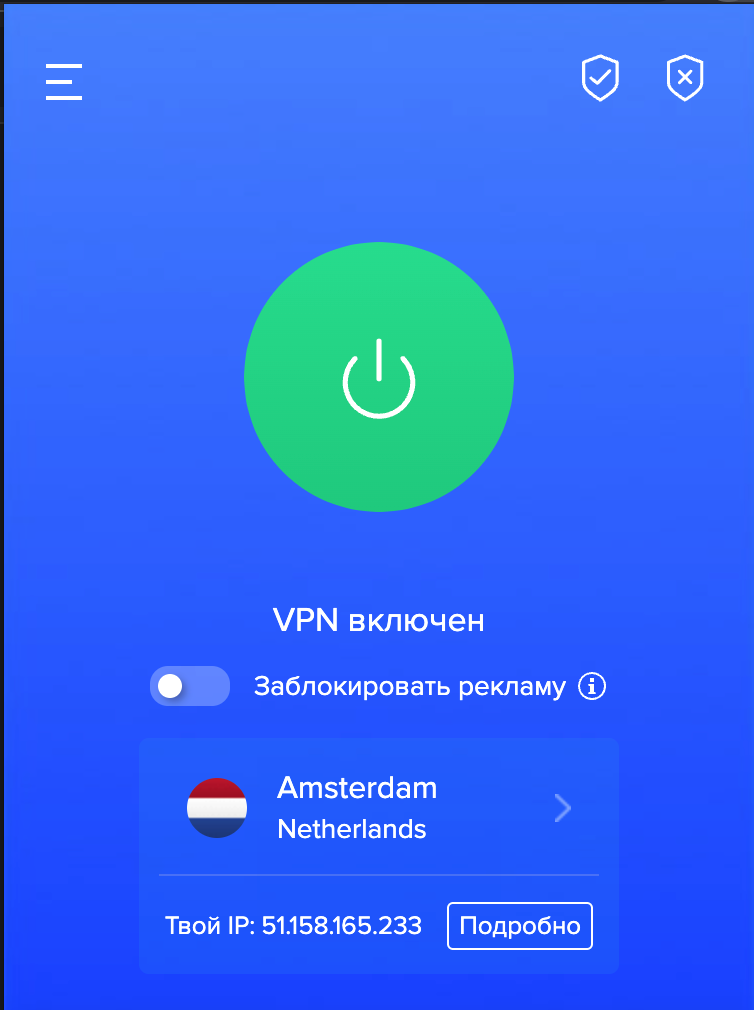 VPN включен
Заблокировать рекламу
Amsterdam
Netherlands
Твой IP: 51.158.165.233
Подробно